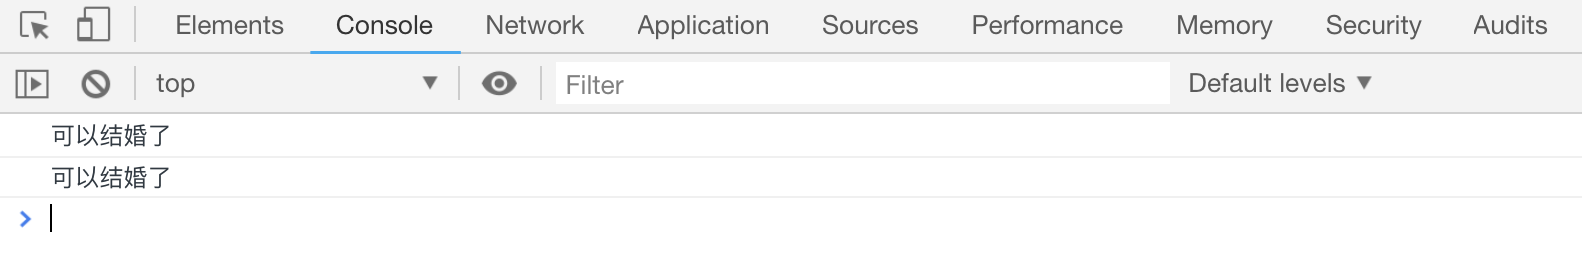 Elements Console Network Application Sources Performance Memory Security Audits
top Filter Default levels
可以结婚了
可以结婚了